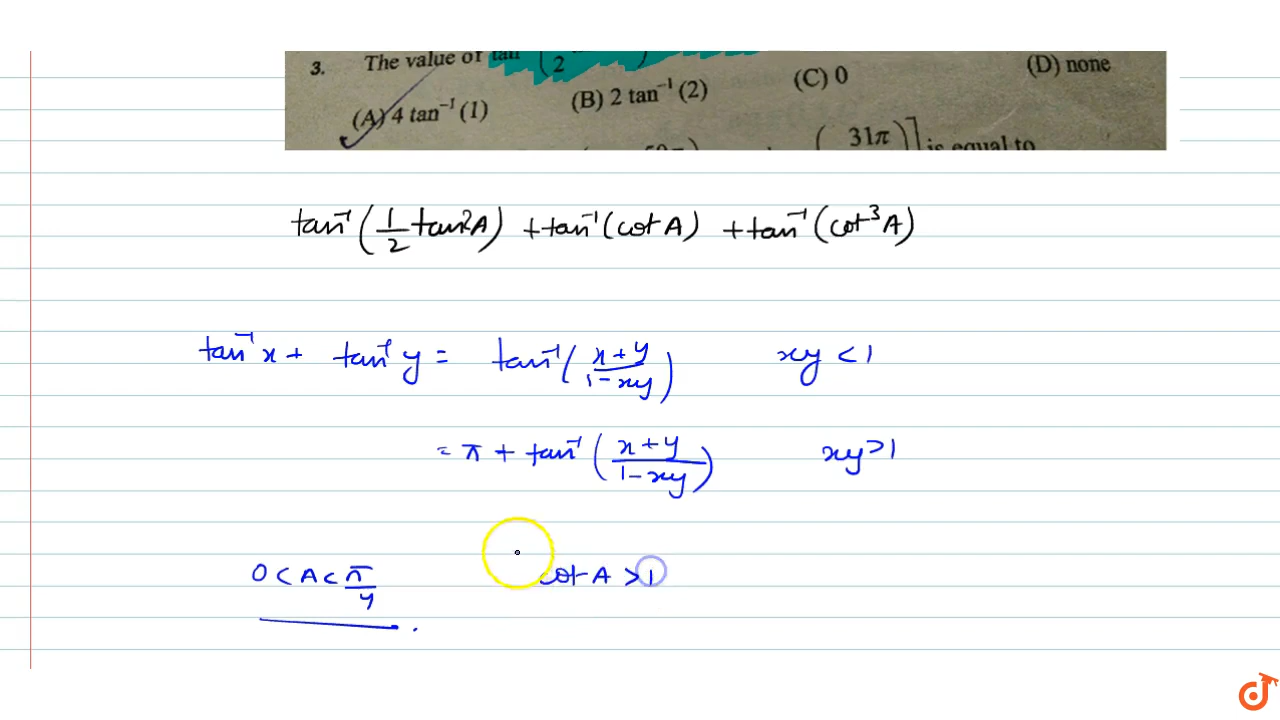 3. The value of tan (2
(A) 4 tan⁻¹ (1) (B) 2 tan⁻¹ (2) (C) 0 (D) none
( 31π )] is equal to
tan⁻¹(1/2 tan2A) + tan⁻¹(cot A) + tan⁻¹(cot³A)
tan⁻¹x + tan⁻¹y = tan⁻¹((x+y)/(1-xy)) xy < 1
= π + tan⁻¹((x+y)/(1-xy)) xy > 1
0 < A < π/4 cot A > 1